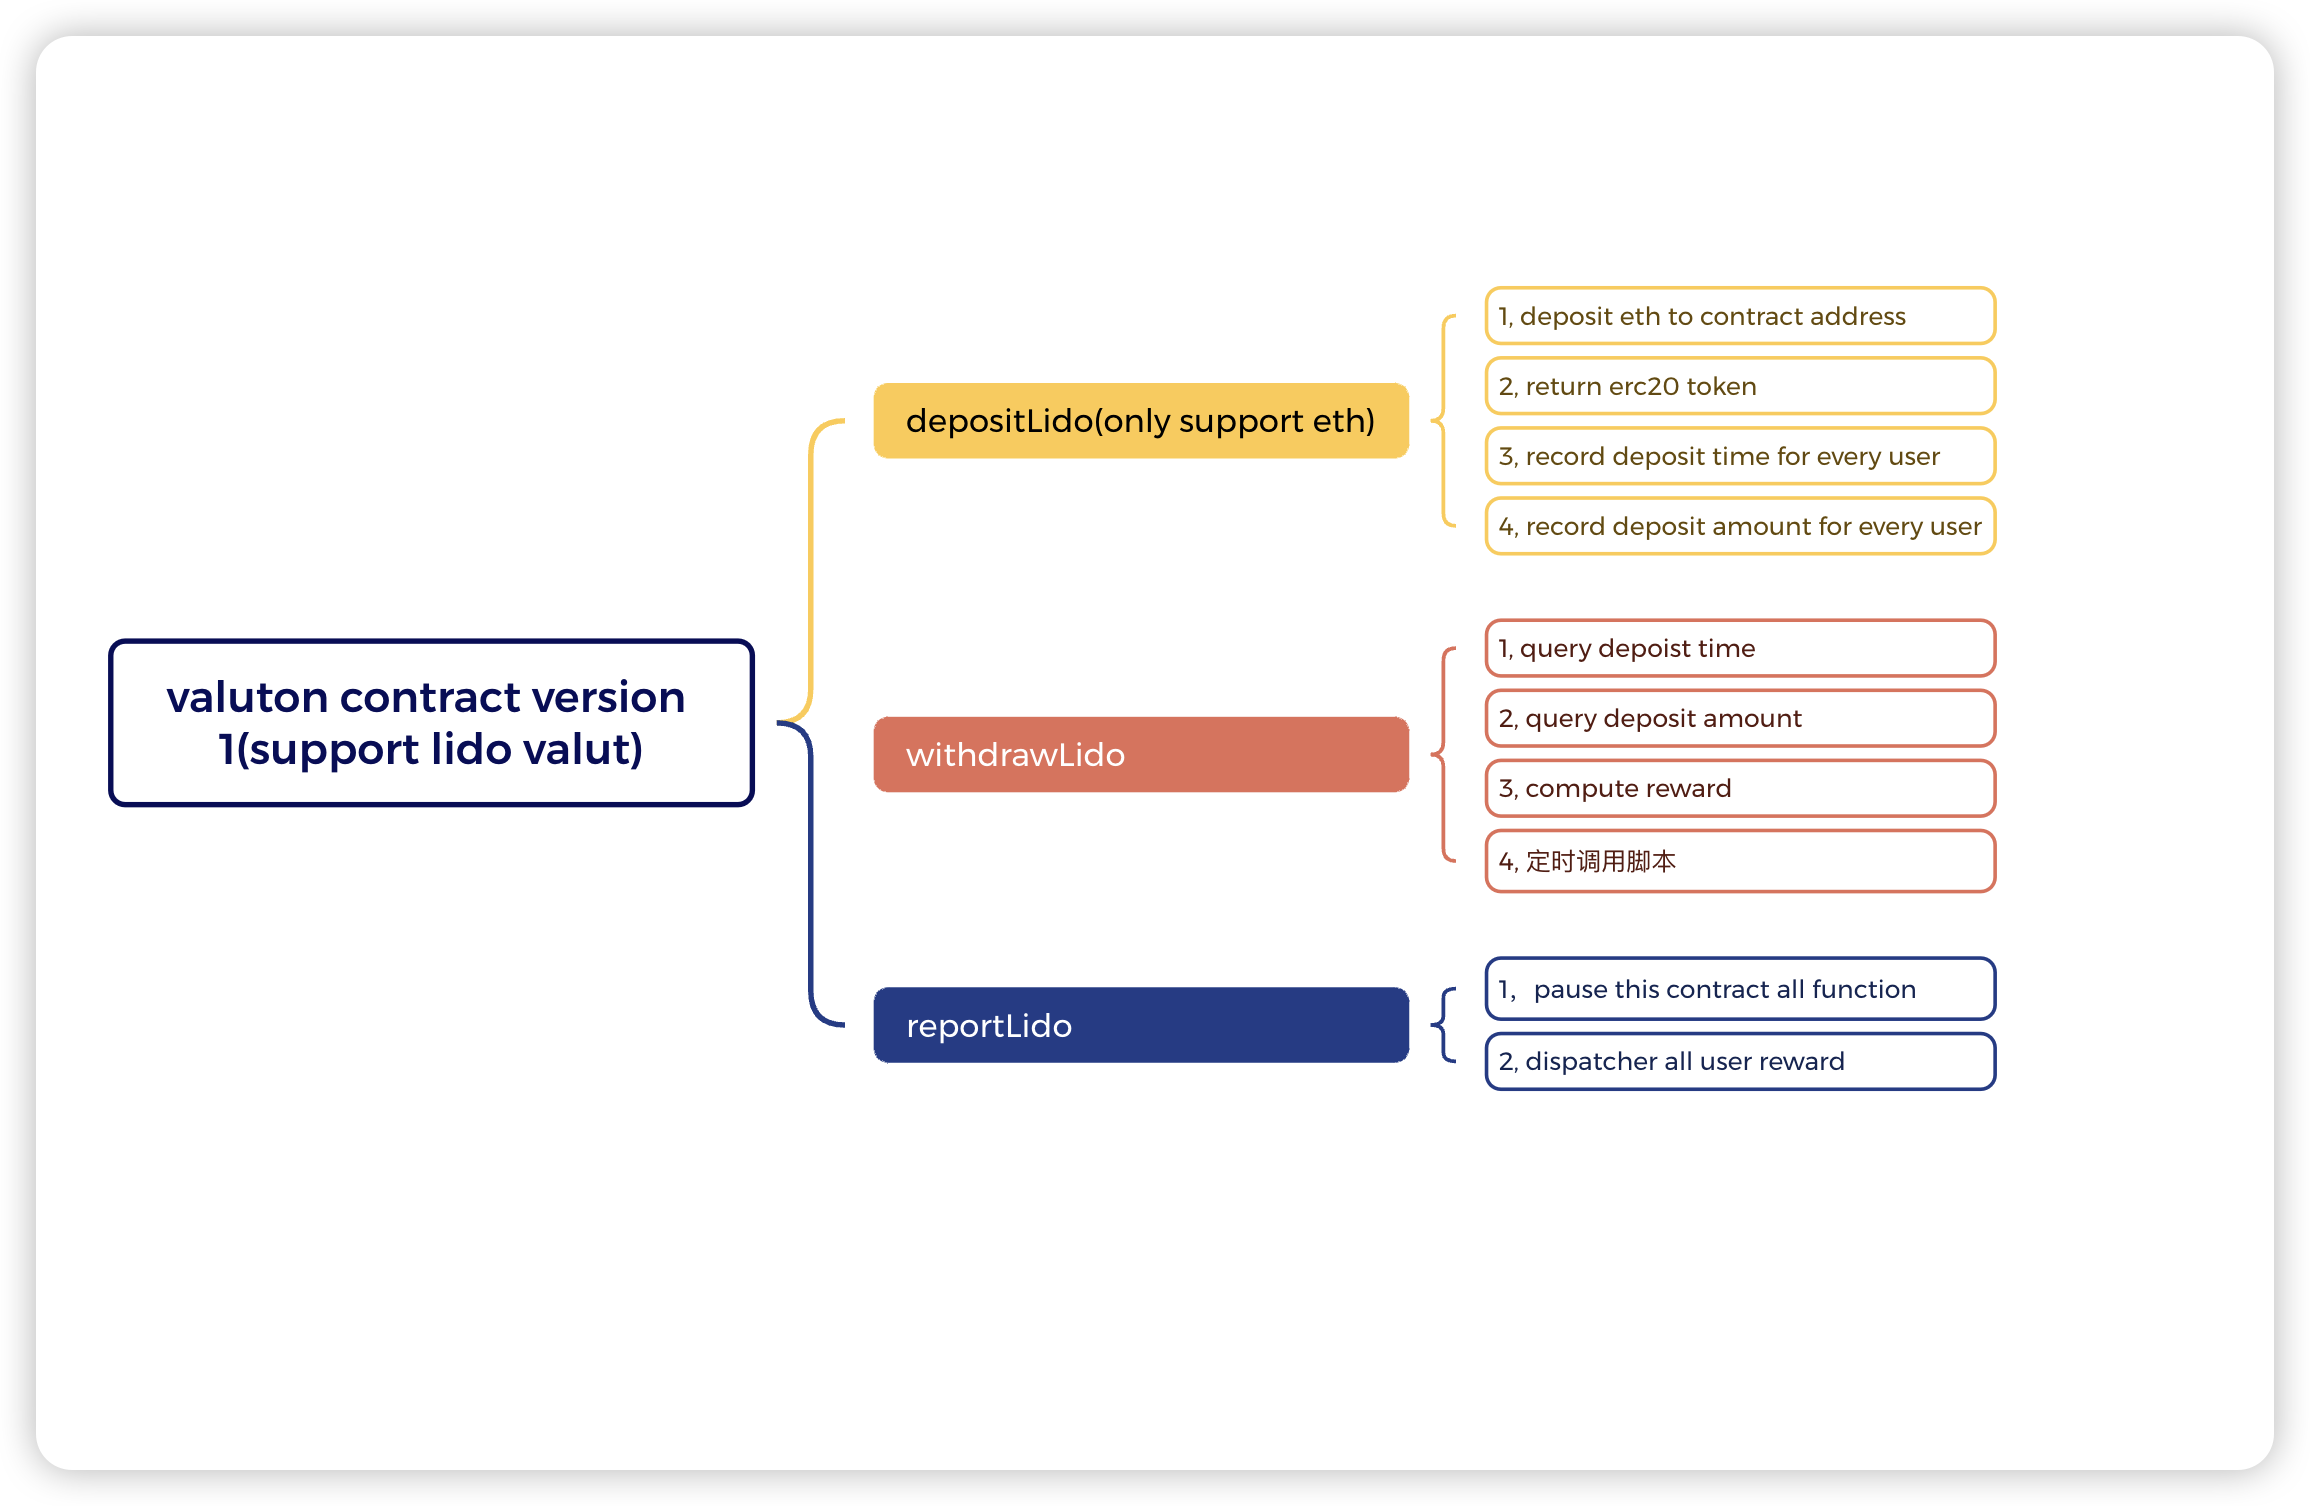 valuton contract version
1(support lido valut)
depositLido(only support eth)
1, deposit eth to contract address
2, return erc20 token
3, record deposit time for every user
4, record deposit amount for every user
withdrawLido
1, query depoist time
2, query deposit amount
3, compute reward
4, 定时调用脚本
reportLido
1， pause this contract all function
2, dispatcher all user reward